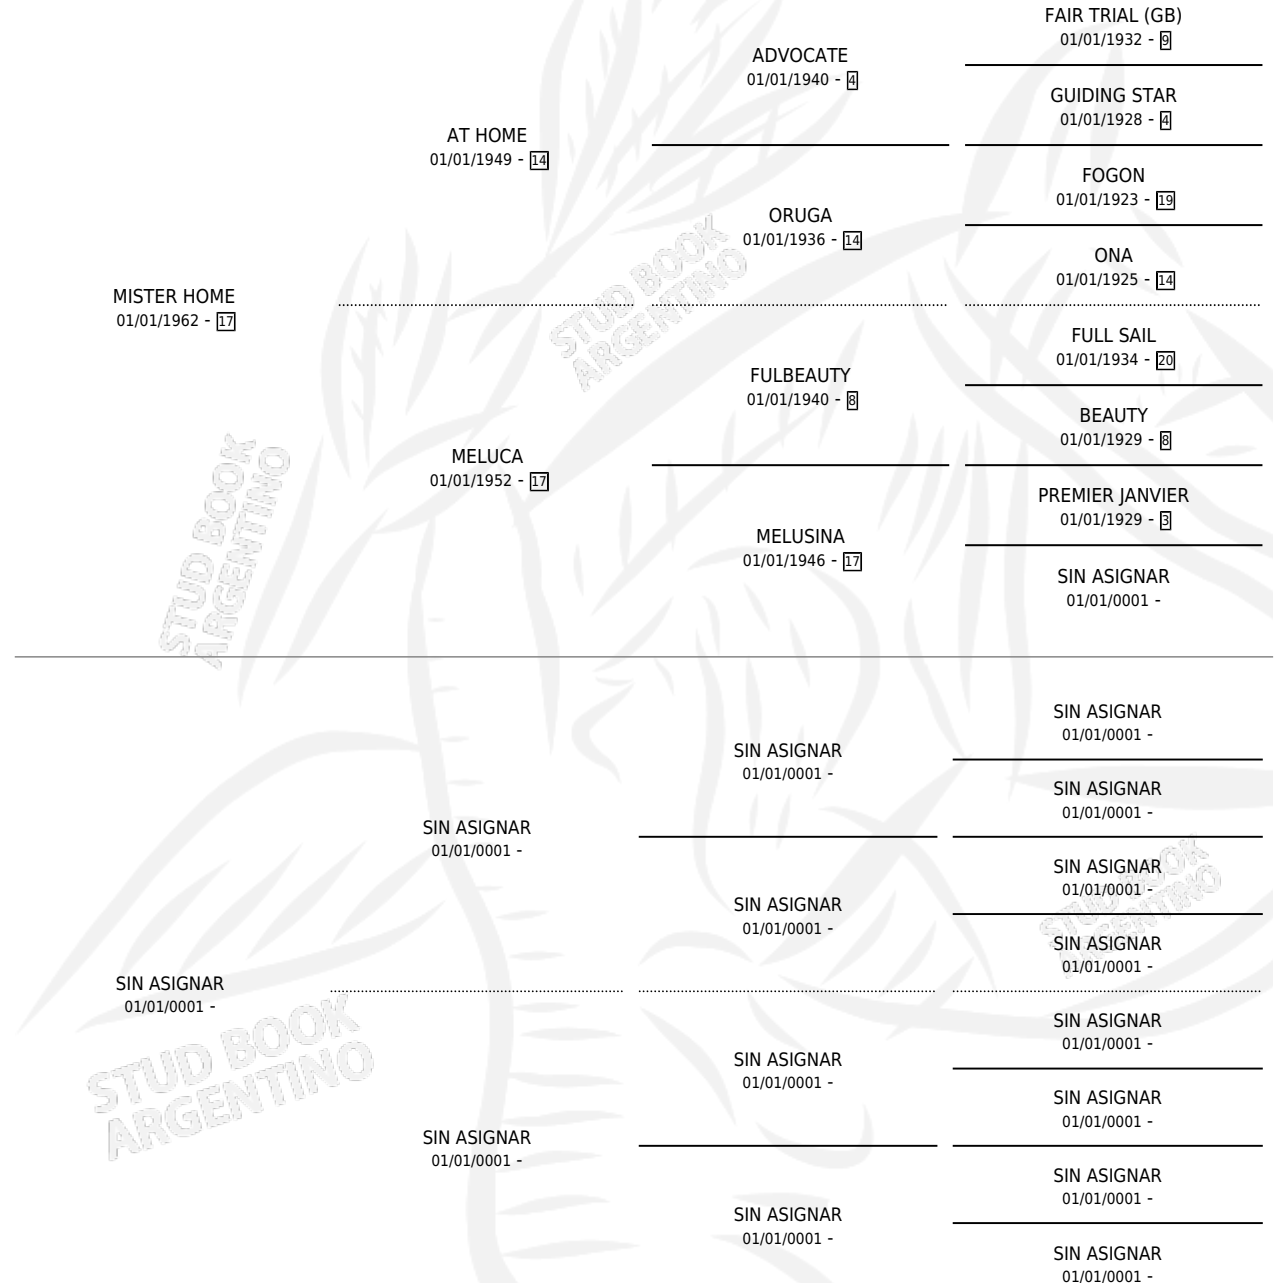 FAIR TRIAL (GB)
01/01/1932 - 9
ADVOCATE
01/01/1940 - 4
GUIDING STAR
01/01/1928 - 4
AT HOME
01/01/1949 - 14
FOGON
01/01/1923 - 19
ORUGA
01/01/1936 - 14
ONA
01/01/1925 - 14
MISTER HOME
01/01/1962 - 17
STUD BOOK
ARGENTINO
FULL SAIL
01/01/1934 - 20
FULBEAUTY
01/01/1940 - 8
BEAUTY
01/01/1929 - 8
MELUCA
01/01/1952 - 17
PREMIER JANVIER
01/01/1929 - 3
MELUSINA
01/01/1946 - 17
SIN ASIGNAR
01/01/0001 -
STUD BOOK
ARGENTINO
SIN ASIGNAR
01/01/0001 -
SIN ASIGNAR
01/01/0001 -
SIN ASIGNAR
01/01/0001 -
SIN ASIGNAR
01/01/0001 -
SIN ASIGNAR
01/01/0001 -
SIN ASIGNAR
01/01/0001 -
SIN ASIGNAR
01/01/0001 -
STUD BOOK
ARGENTINO
SIN ASIGNAR
01/01/0001 -
SIN ASIGNAR
01/01/0001 -
SIN ASIGNAR
01/01/0001 -
SIN ASIGNAR
01/01/0001 -
STUD BOOK
ARGENTINO
SIN ASIGNAR
01/01/0001 -
SIN ASIGNAR
01/01/0001 -
SIN ASIGNAR
01/01/0001 -
SIN ASIGNAR
01/01/0001 -